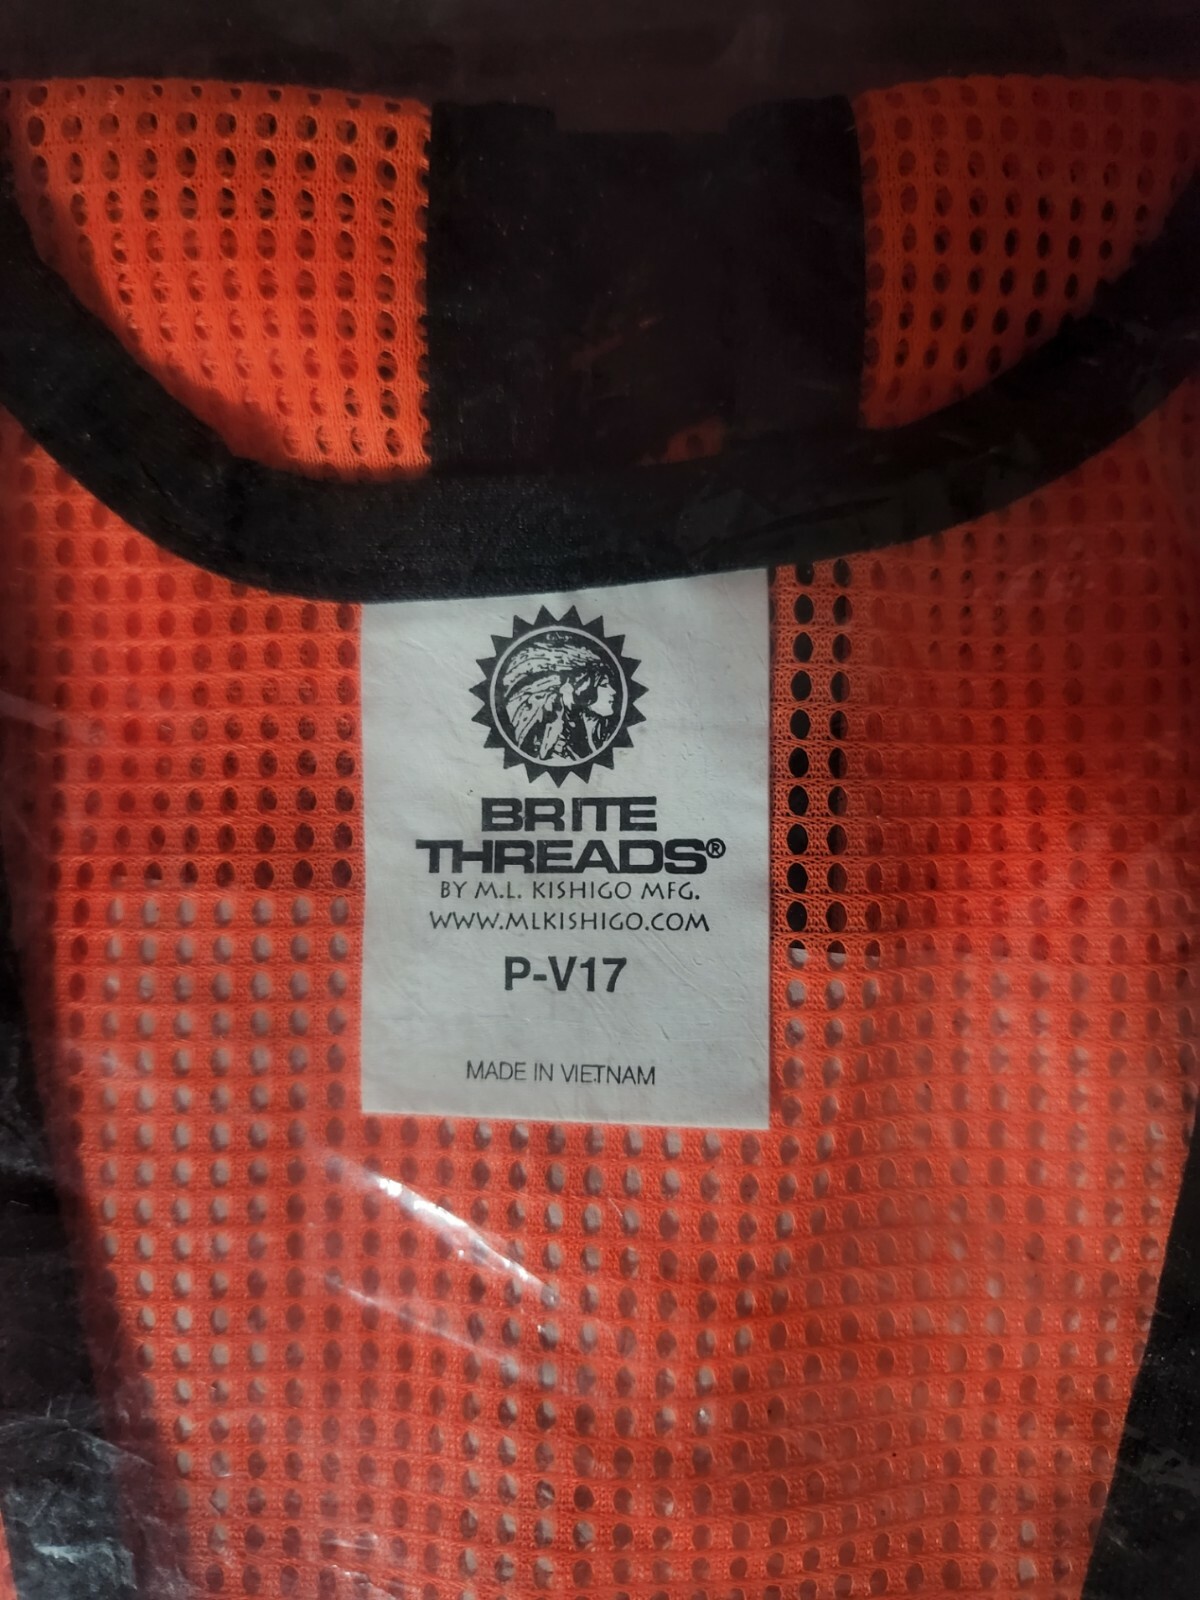 BRITE
THREADS®
BY M.L. KISHIGO MFG.
WWW.MLKISHIGO.COM
P-V17
MADE IN VIETNAM